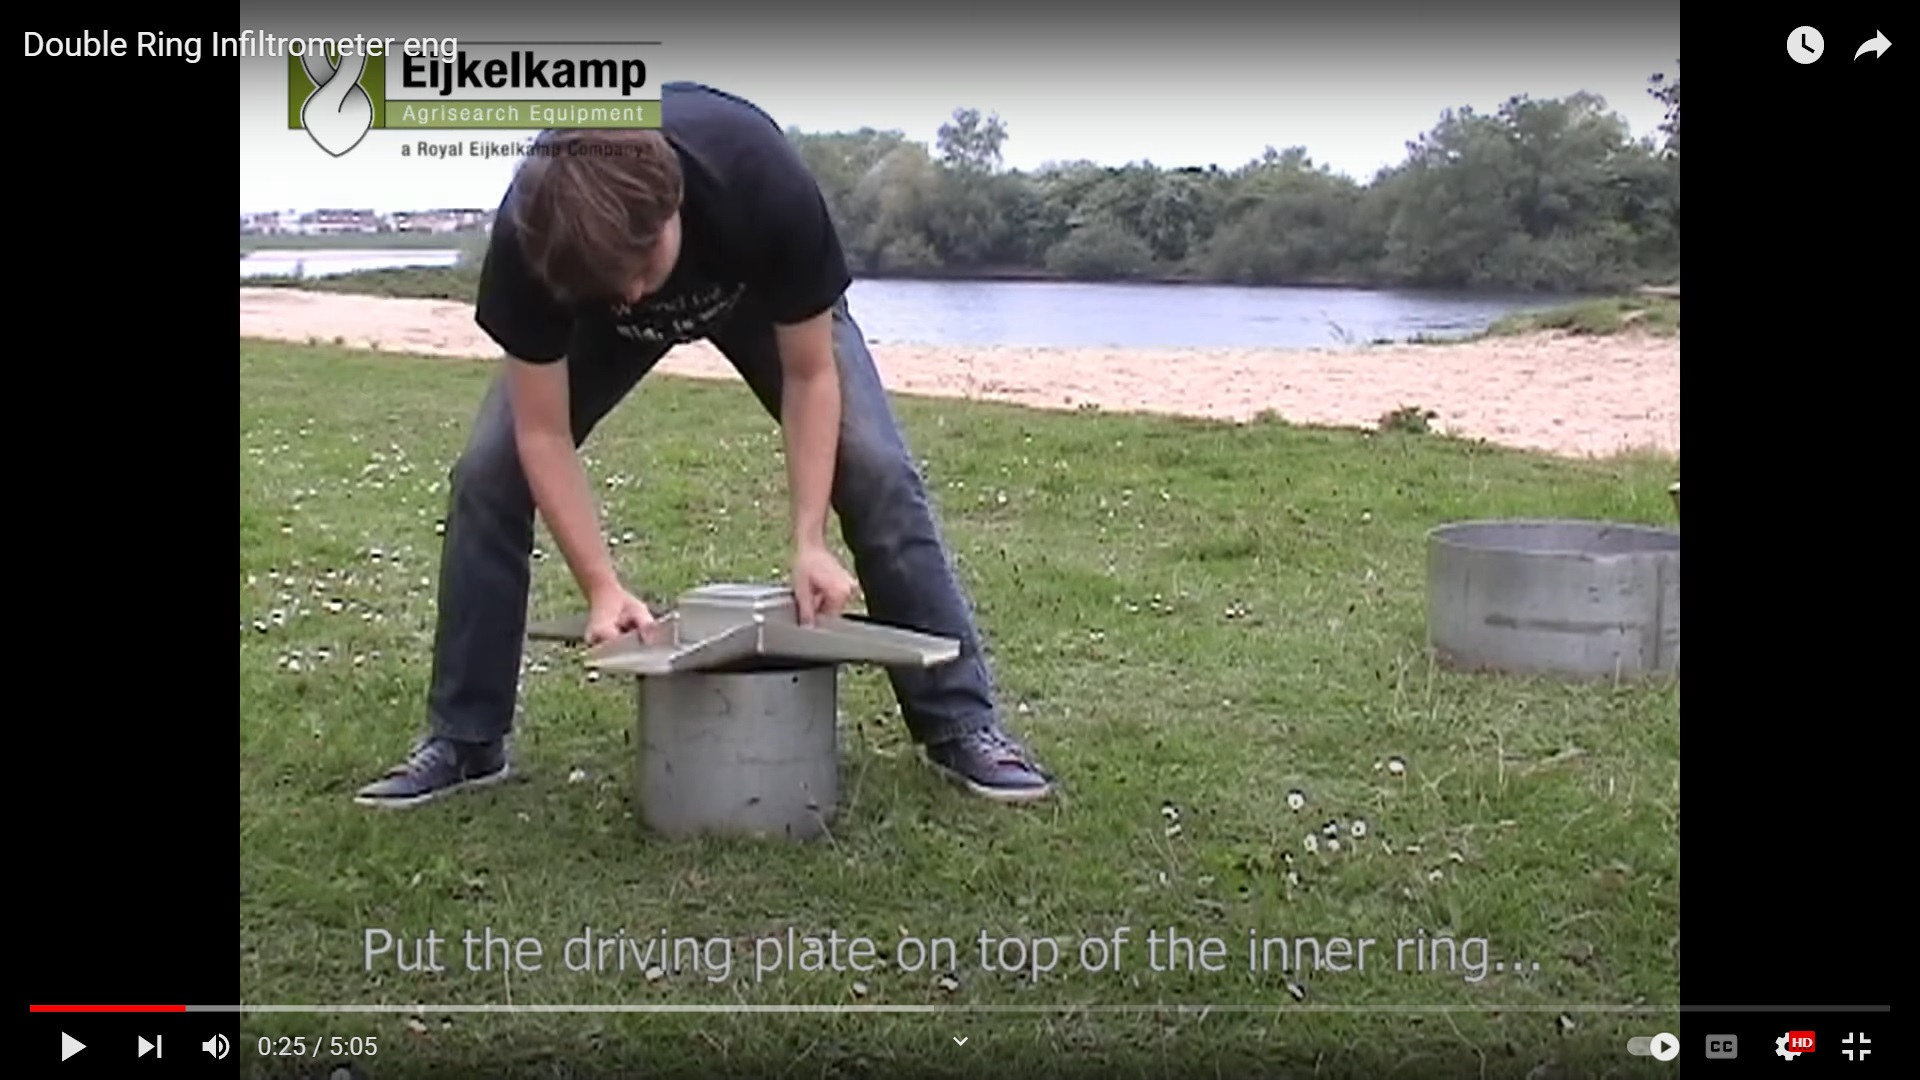 Double Ring Infiltrometer eng
Eijkelkamp
Agrisearch Equipment
a Royal Eijkelkamp Company
Put the driving plate on top of the inner ring...
0:25 / 5:05
CC
HD